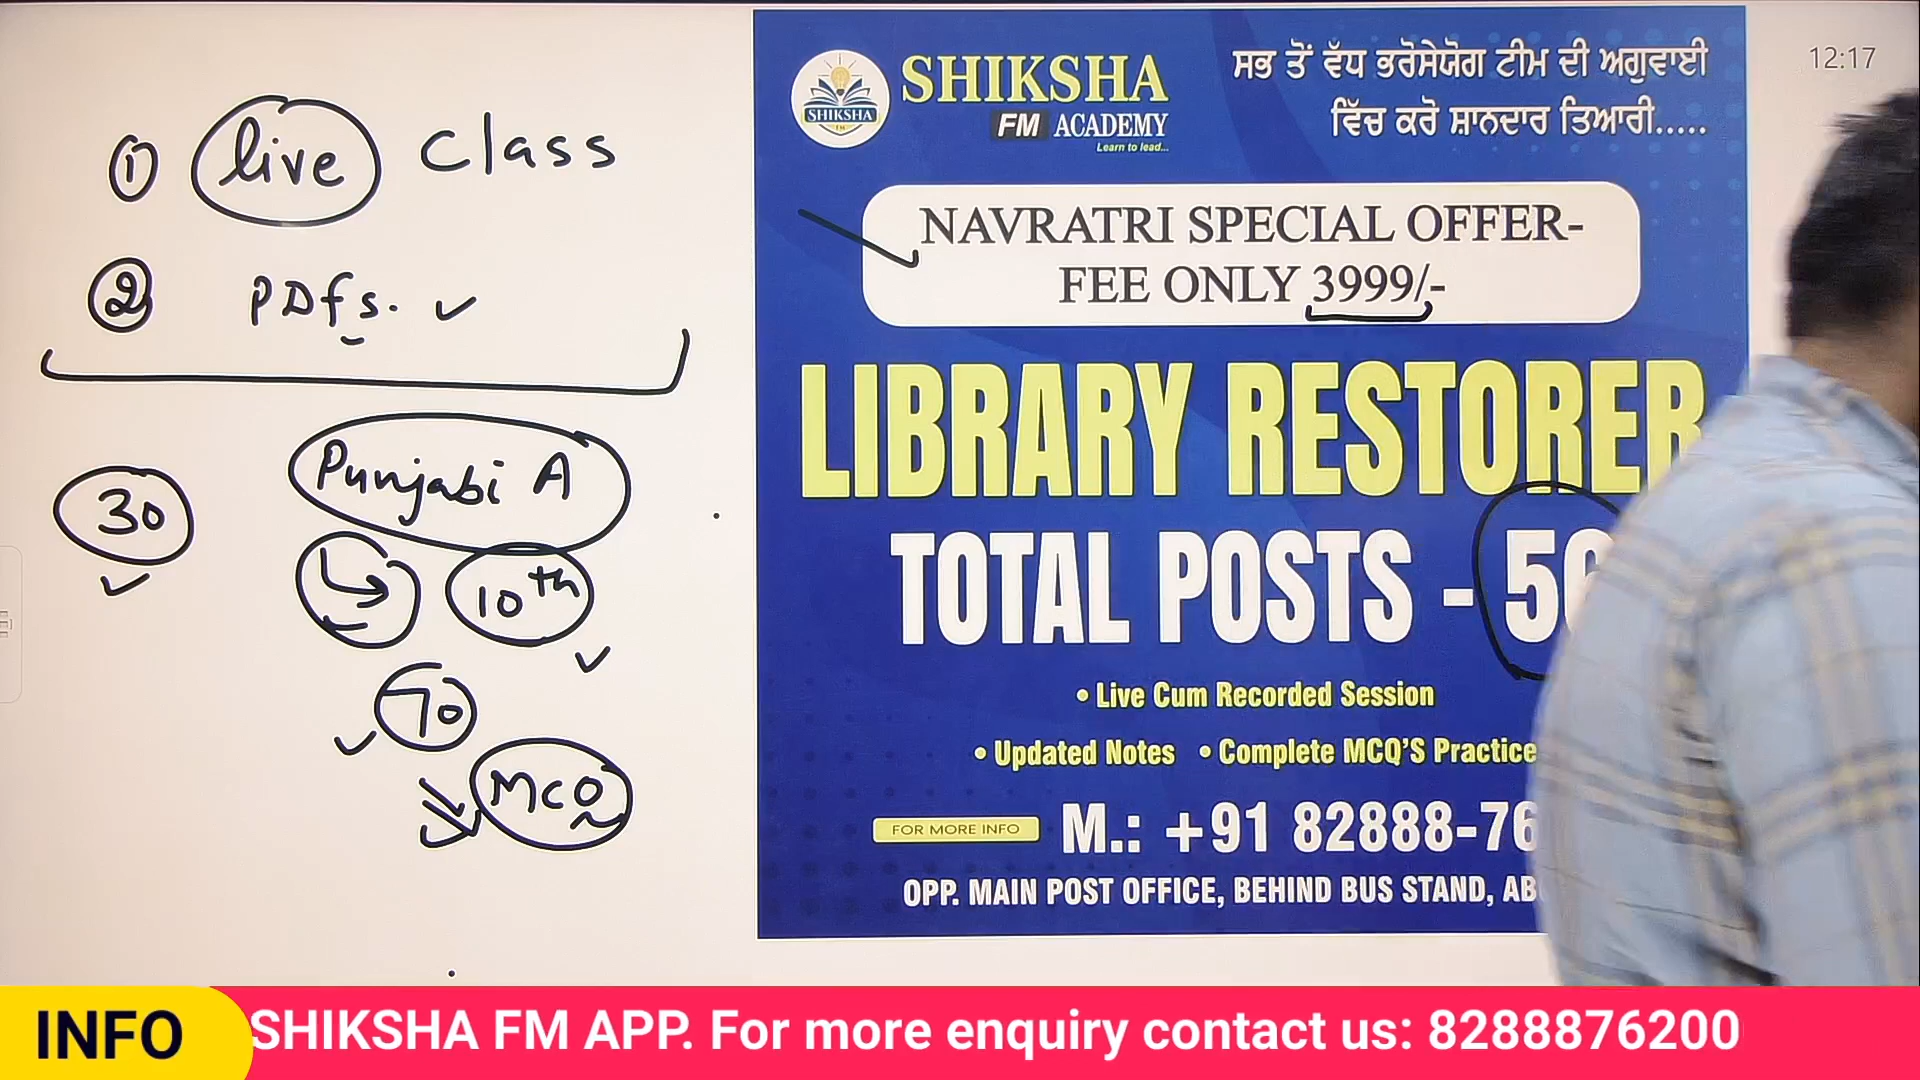 ① live Class
② PDfs.
30
Punjabi A
10th
70
MCQ
SHIKSHA
SHIKSHA
FM ACADEMY
Learn to lead...
ਸਭ ਤੋਂ ਵੱਧ ਭਰੋਸੇਯੋਗ ਟੀਮ ਦੀ ਅਗੁਵਾਈ
ਵਿੱਚ ਕਰੋ ਸ਼ਾਨਦਾਰ ਤਿਆਰੀ.....
12:17
NAVRATRI SPECIAL OFFER-
FEE ONLY 3999/-
LIBRARY RESTORER
TOTAL POSTS -
• Live Cum Recorded Session
• Updated Notes • Complete MCQ'S Practice
FOR MORE INFO
M.: +91 82888-76
OPP. MAIN POST OFFICE, BEHIND BUS STAND,
INFO
SHIKSHA FM APP. For more enquiry contact us: 8288876200